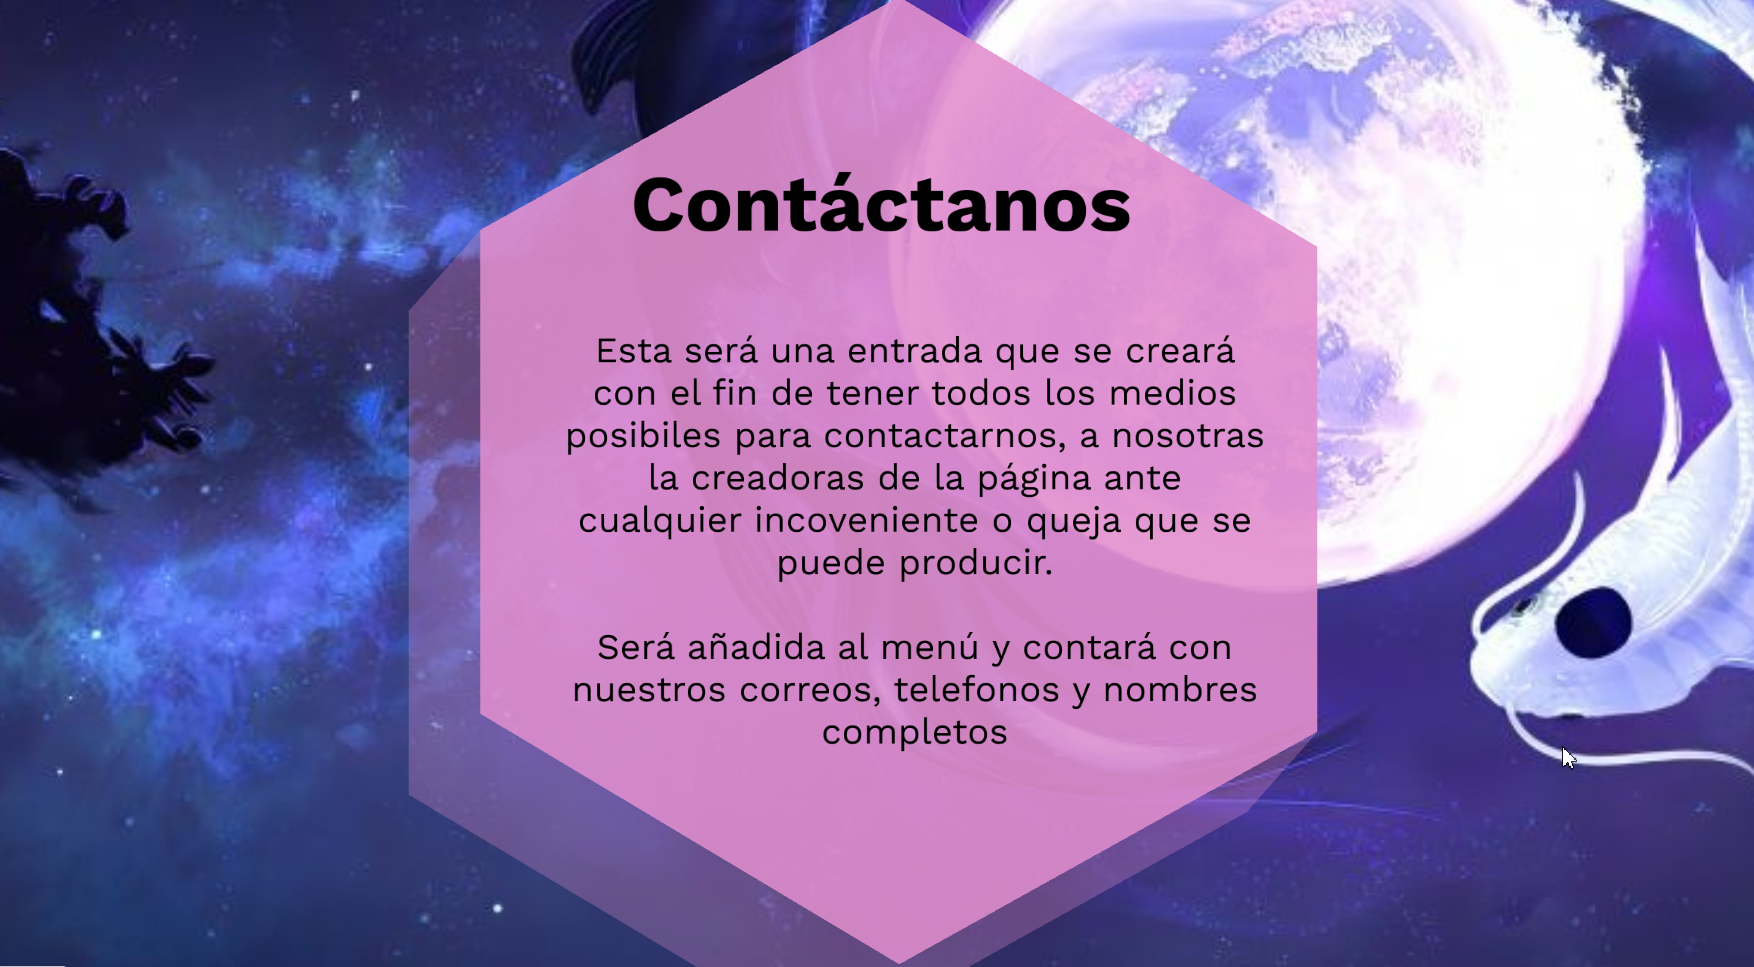 Contáctanos
Esta será una entrada que se creará
con el fin de tener todos los medios
posibiles para contactarnos, a nosotras
la creadoras de la página ante
cualquier incoveniente o queja que se
puede producir.
Será añadida al menú y contará con
nuestros correos, telefonos y nombres
completos